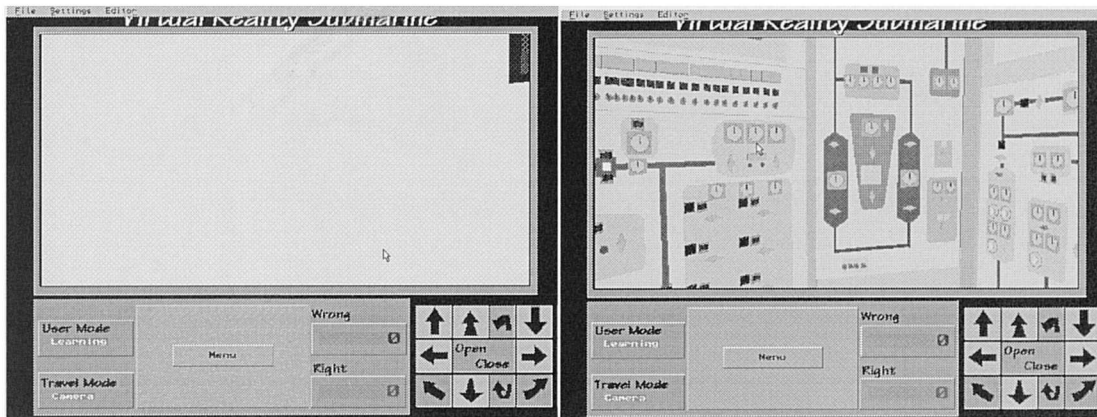 File Settings Editor
Virtual Reality Submarine
User Mode
Learning
Travel Mode
Camera
Menu
Wrong
0
Right
0
Open
Close
File Settings Editor
Virtual Reality Submarine
User Mode
Learning
Travel Mode
Camera
Menu
Wrong
0
Right
0
Open
Close